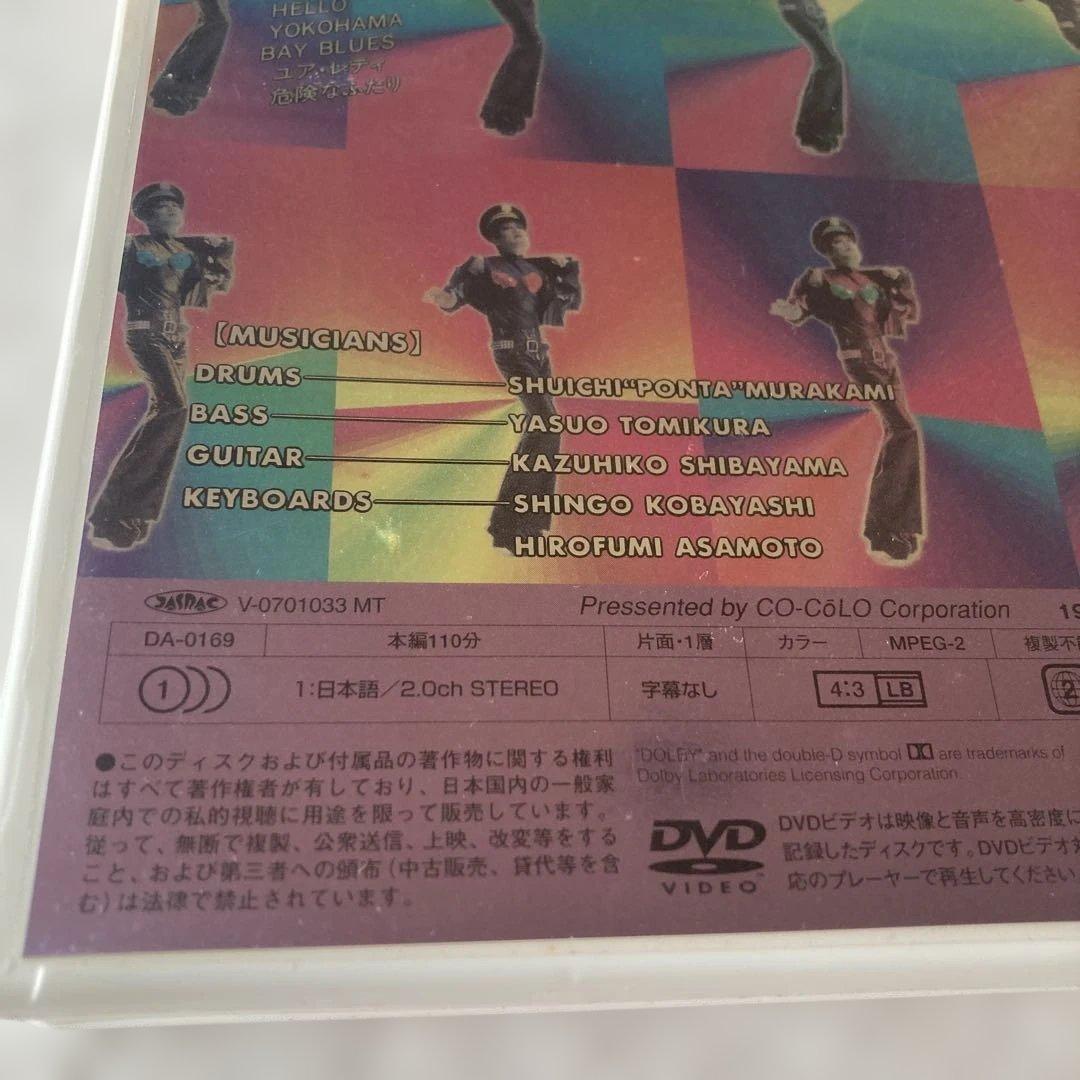 HELLO
YOKOHAMA
BAY BLUES
ユア・レディ
危険なふたり
【MUSICIANS】
DRUMS SHUICHI“PONTA”MURAKAMI
BASS YASUO TOMIKURA
GUITAR KAZUHIKO SHIBAYAMA
KEYBOARDS SHINGO KOBAYASHI
HIROFUMI ASAMOTO
JASRAC V-0701033 MT Pressented by CO-CōLO Corporation 19
DA-0169 本編110分 片面・1層 カラー MPEG-2 複製不
1 1:日本語／2.0ch STEREO 字幕なし 4:3 LB 2
●このディスクおよび付属品の著作物に関する権利
はすべて著作権者が有しており、日本国内の一般家
庭内での私的視聴に用途を限って販売しています。
従って、無断で複製、公衆送信、上映、改変等をする
こと、および第三者への頒布（中古販売、貸代等を含
む）は法律で禁止されています。
"DOLBY" and the double-D symbol are trademarks of
Dolby Laboratories Licensing Corporation.
DVD
VIDEO™
DVDビデオは映像と音声を高密度に
記録したディスクです。DVDビデオ対
応のプレーヤーで再生してください。